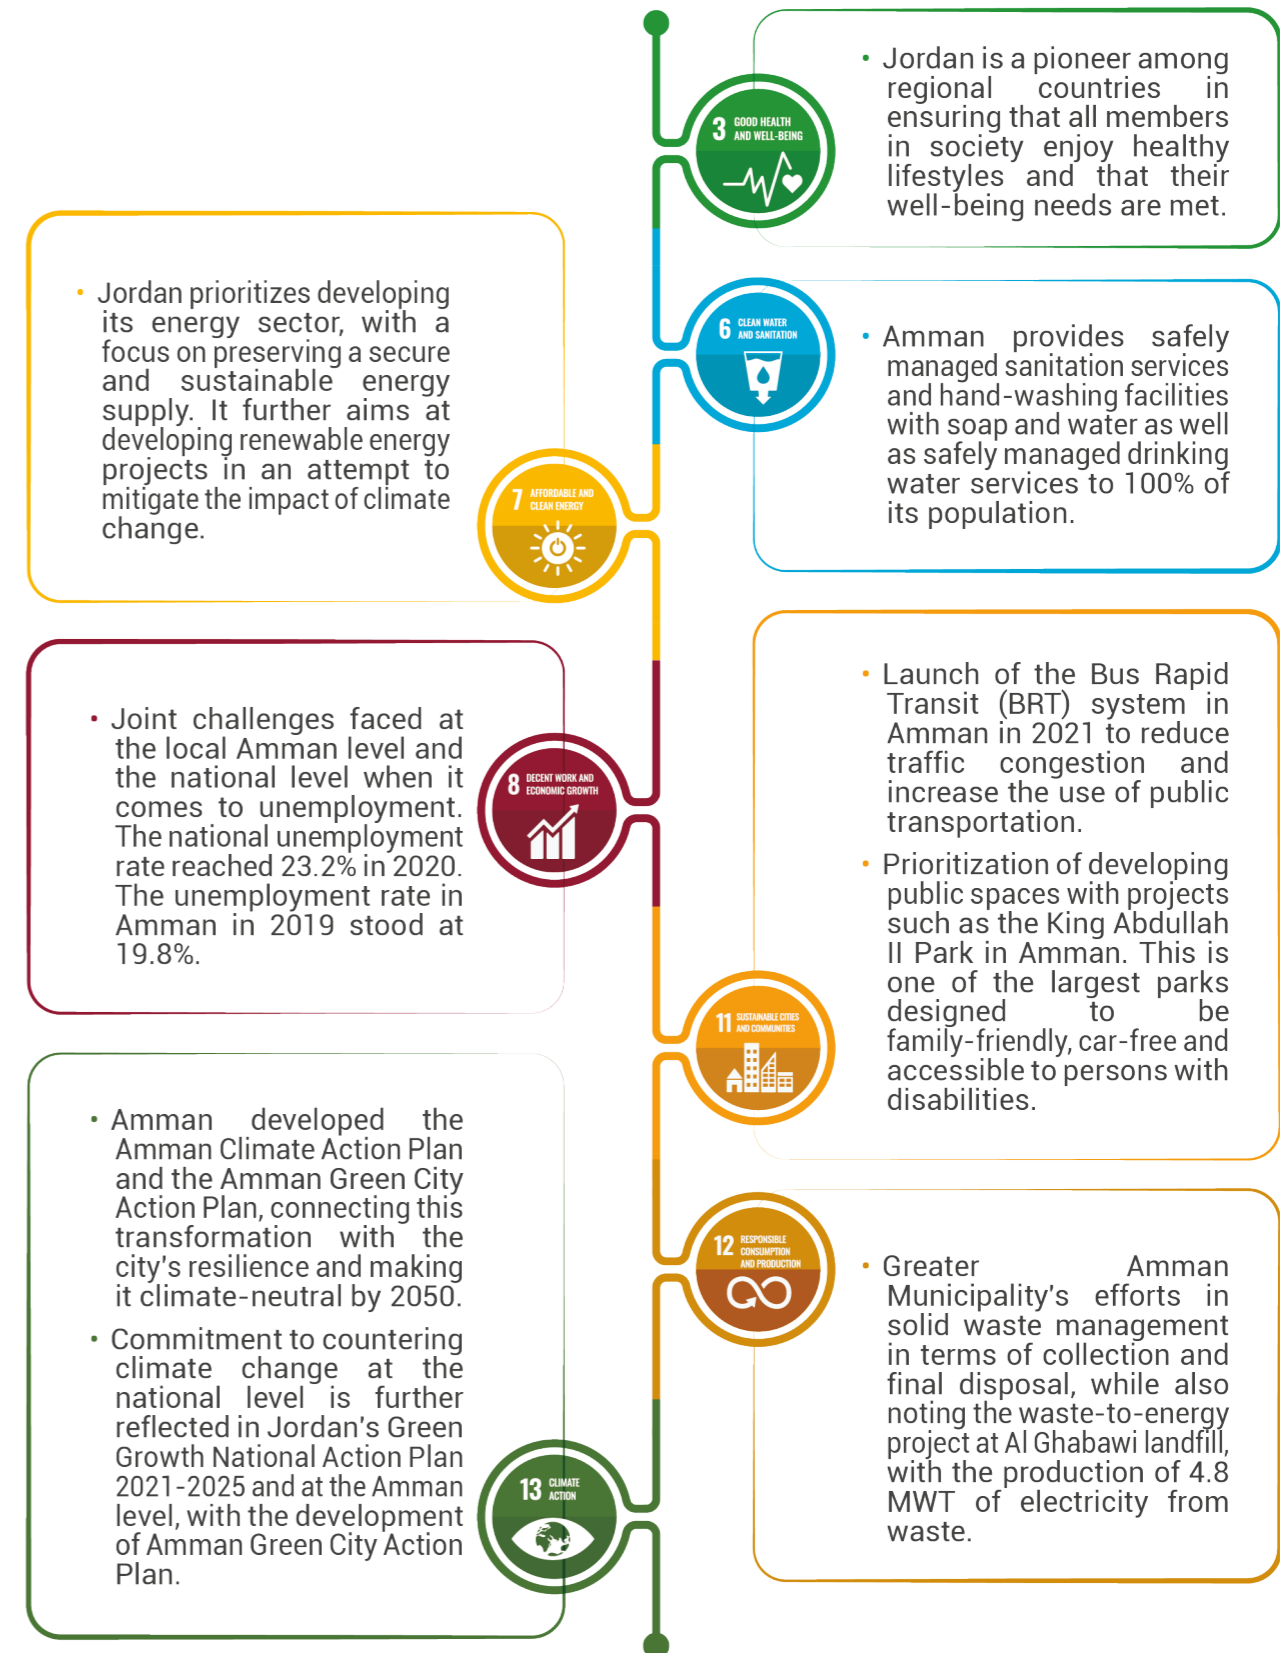 3 GOOD HEALTH
AND WELL-BEING
• Jordan is a pioneer among
regional countries in
ensuring that all members
in society enjoy healthy
lifestyles and that their
well-being needs are met.
6 CLEAN WATER
AND SANITATION
• Amman provides safely
managed sanitation services
and hand-washing facilities
with soap and water as well
as safely managed drinking
water services to 100% of
its population.
• Jordan prioritizes developing
its energy sector, with a
focus on preserving a secure
and sustainable energy
supply. It further aims at
developing renewable energy
projects in an attempt to
mitigate the impact of climate
change.
7 AFFORDABLE AND
CLEAN ENERGY
• Joint challenges faced at
the local Amman level and
the national level when it
comes to unemployment.
The national unemployment
rate reached 23.2% in 2020.
The unemployment rate in
Amman in 2019 stood at
19.8%.
8 DECENT WORK AND
ECONOMIC GROWTH
• Launch of the Bus Rapid
Transit (BRT) system in
Amman in 2021 to reduce
traffic congestion and
increase the use of public
transportation.
• Prioritization of developing
public spaces with projects
such as the King Abdullah
II Park in Amman. This is
one of the largest parks
designed to be
family-friendly, car-free and
accessible to persons with
disabilities.
11 SUSTAINABLE CITIES
AND COMMUNITIES
12 RESPONSIBLE
CONSUMPTION
AND PRODUCTION
• Greater Amman
Municipality's efforts in
solid waste management
in terms of collection and
final disposal, while also
noting the waste-to-energy
project at Al Ghabawi landfill,
with the production of 4.8
MWT of electricity from
waste.
• Amman developed the
Amman Climate Action Plan
and the Amman Green City
Action Plan, connecting this
transformation with the
city's resilience and making
it climate-neutral by 2050.
• Commitment to countering
climate change at the
national level is further
reflected in Jordan's Green
Growth National Action Plan
2021-2025 and at the Amman
level, with the development
of Amman Green City Action
Plan.
13 CLIMATE
ACTION